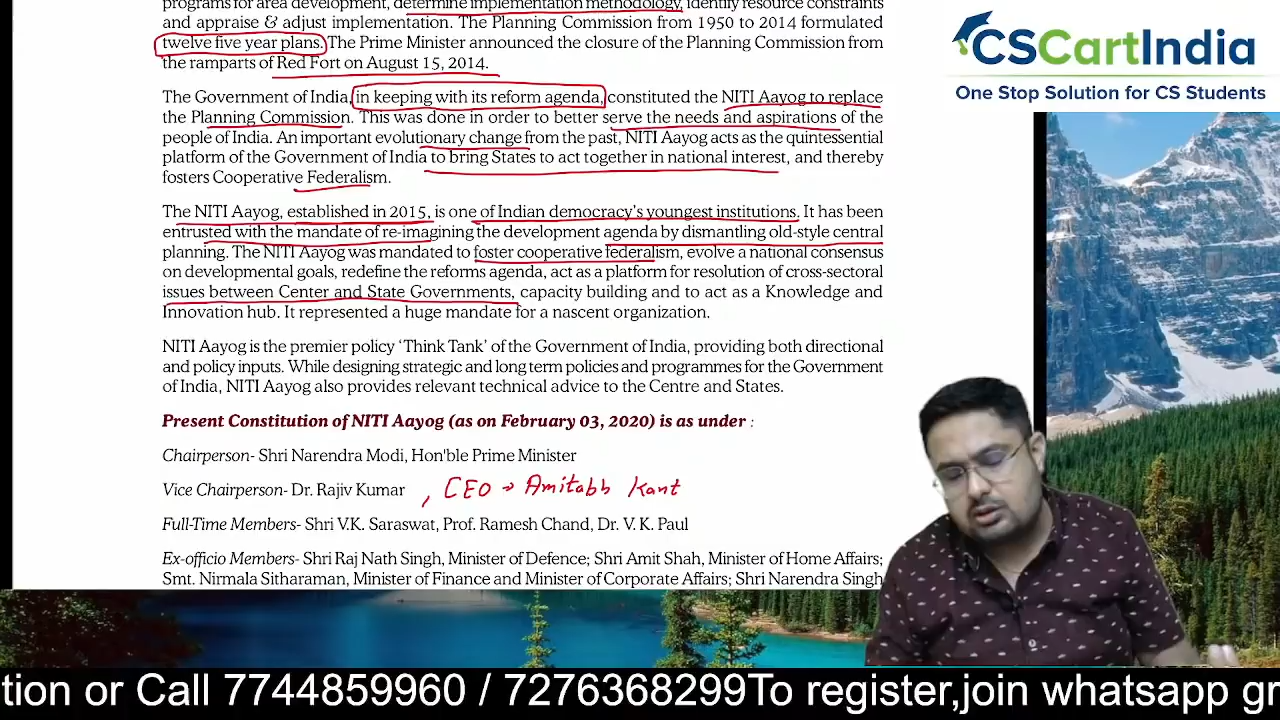 programs for area development, determine implementation methodology, identify resource constraints
and appraise & adjust implementation. The Planning Commission from 1950 to 2014 formulated
twelve five year plans. The Prime Minister announced the closure of the Planning Commission from
the ramparts of Red Fort on August 15, 2014.
The Government of India, in keeping with its reform agenda, constituted the NITI Aayog to replace
the Planning Commission. This was done in order to better serve the needs and aspirations of the
people of India. An important evolutionary change from the past, NITI Aayog acts as the quintessential
platform of the Government of India to bring States to act together in national interest, and thereby
fosters Cooperative Federalism.
The NITI Aayog, established in 2015, is one of Indian democracy's youngest institutions. It has been
entrusted with the mandate of re-imagining the development agenda by dismantling old-style central
planning. The NITI Aayog was mandated to foster cooperative federalism, evolve a national consensus
on developmental goals, redefine the reforms agenda, act as a platform for resolution of cross-sectoral
issues between Center and State Governments, capacity building and to act as a Knowledge and
Innovation hub. It represented a huge mandate for a nascent organization.
NITI Aayog is the premier policy 'Think Tank' of the Government of India, providing both directional
and policy inputs. While designing strategic and long term policies and programmes for the Government
of India, NITI Aayog also provides relevant technical advice to the Centre and States.
Present Constitution of NITI Aayog (as on February 03, 2020) is as under :
Chairperson- Shri Narendra Modi, Hon'ble Prime Minister
Vice Chairperson- Dr. Rajiv Kumar , CEO → Amitabh Kant
Full-Time Members- Shri V.K. Saraswat, Prof. Ramesh Chand, Dr. V. K. Paul
Ex-officio Members- Shri Raj Nath Singh, Minister of Defence; Shri Amit Shah, Minister of Home Affairs;
Smt. Nirmala Sitharaman, Minister of Finance and Minister of Corporate Affairs; Shri Narendra Singh
CSCartIndia
One Stop Solution for CS Students
tion or Call 7744859960 / 7276368299To register,join whatsapp gr